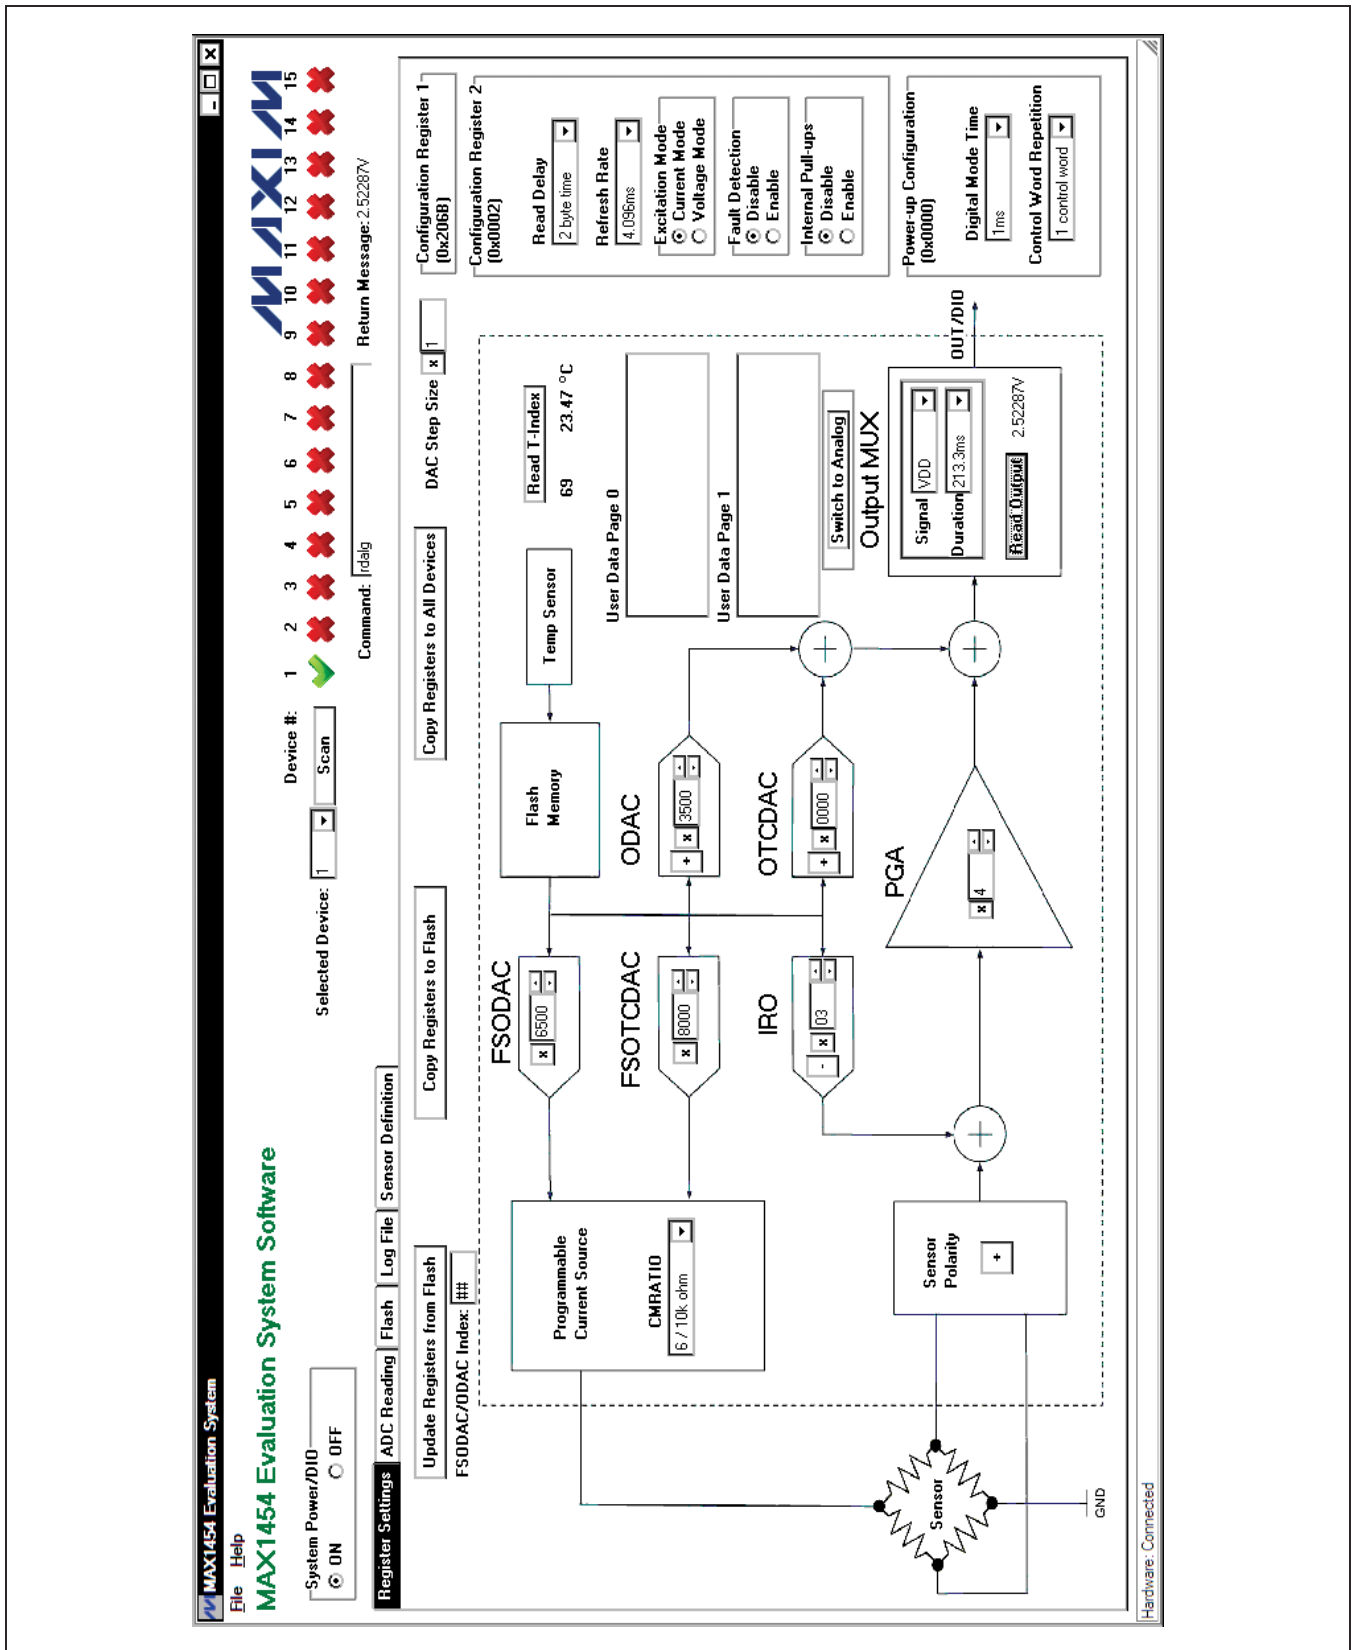 MAX1454 Evaluation System
File Help
MAX1454 Evaluation System Software
MAXIM
System Power/DIO
ON OFF
Selected Device: 1 Scan
Device #: 1 2 3 4 5 6 7 8 9 10 11 12 13 14 15
Command: rdalg
Return Message: 2.52287V
Register Settings ADC Reading Flash Log File Sensor Definition
Update Registers from Flash Copy Registers to Flash Copy Registers to All Devices
DAC Step Size x 1
FSODAC/ODAC Index: ##
Configuration Register 1
(0x206B)
Configuration Register 2
(0x0002)
Read Delay
2 byte time
Refresh Rate
4.096ms
Excitation Mode
Current Mode
Voltage Mode
Fault Detection
Disable
Enable
Internal Pull-ups
Disable
Enable
Power-up Configuration
(0x0000)
Digital Mode Time
1ms
Control Word Repetition
1 control word
Programmable
Current Source
CMRATIO
6 / 10k ohm
FSODAC
x 6500
FSOTCDAC
x 8000
IRO
- x 03
Flash
Memory
Temp Sensor
Read T-Index
69 23.47 °C
ODAC
+ x 3500
OTCDAC
+ x 0000
User Data Page 0
User Data Page 1
Switch to Analog
Output MUX
Signal VDD
Duration 213.3ms
Read Output 2.52287V
OUT/DIO
PGA
x 4
Sensor
Polarity
+
Sensor
GND
Hardware: Connected